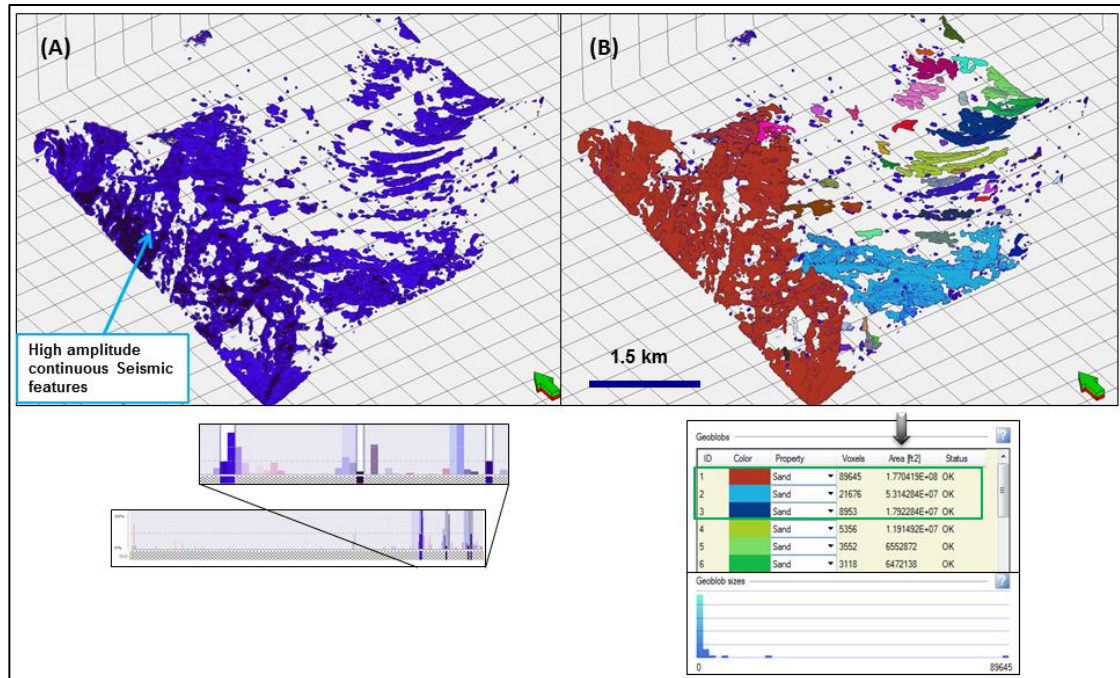 (A)
(B)
High amplitude
continuous Seismic
features
1.5 km
20%
0%
Geoblobs
?
ID Color Property Voxels Area [ft2] Status
1 Sand 89645 1.770419E+08 OK
2 Sand 21676 5.314284E+07 OK
3 Sand 8953 1.792284E+07 OK
4 Sand 5356 1.191492E+07 OK
5 Sand 3552 6552872 OK
6 Sand 3118 6472138 OK
Geoblob sizes
?
0 89645